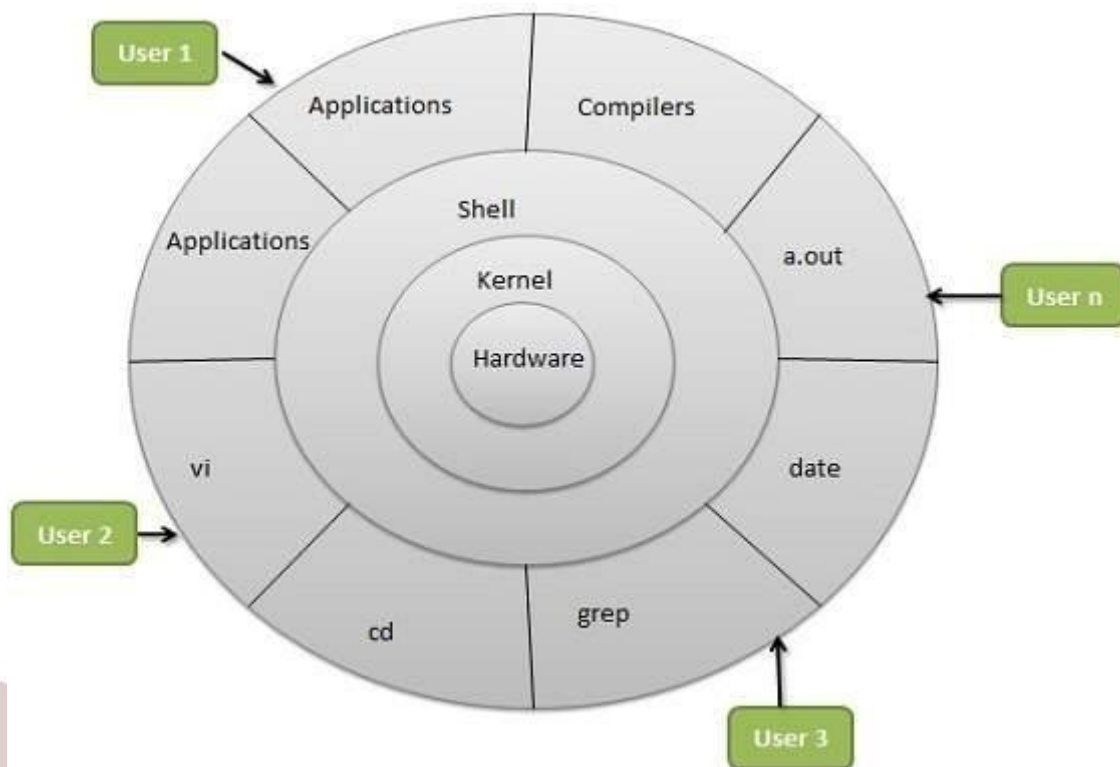 User 1
Applications
Compilers
Shell
Applications
a.out
Kernel
User n
Hardware
vi
date
User 2
cd
grep
User 3